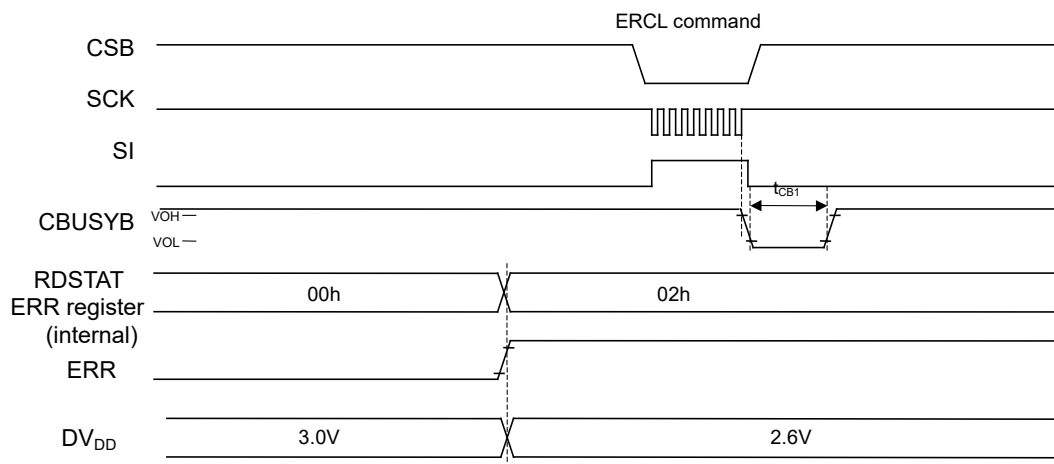 ERCL command
CSB
SCK
SI
tCB1
CBUSYB
VOH
VOL
RDSTAT
ERR register
(internal)
00h
02h
ERR
DVDD
3.0V
2.6V